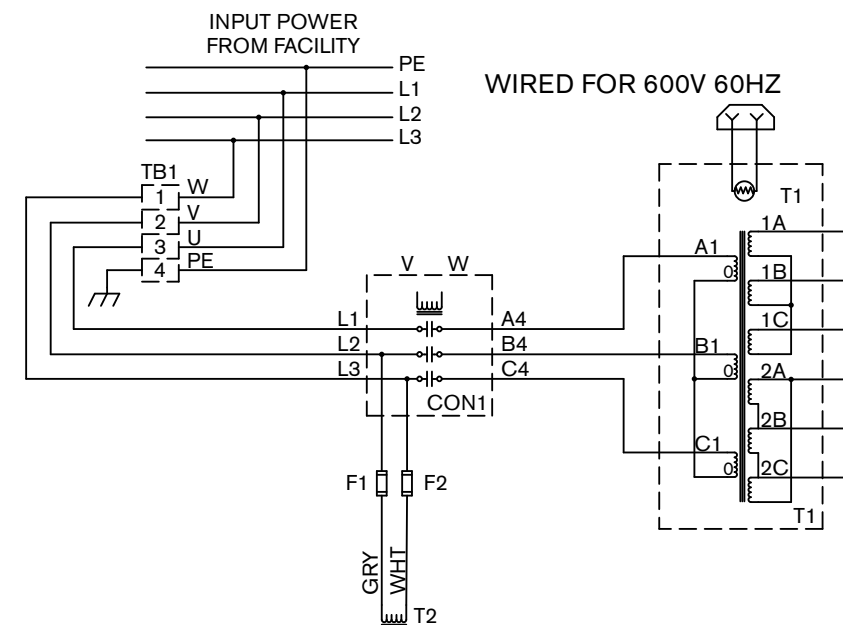 INPUT POWER
FROM FACILITY
PE
L1
L2
L3
WIRED FOR 600V 60HZ
TB1
1 W
2 V
3 U
4 PE
T1
1A
A1
0
1B
1C
B1
0
2A
2B
C1
0
2C
T1
V W
L1 A4
L2 B4
L3 C4
CON1
F1 F2
GRY
WHT
T2